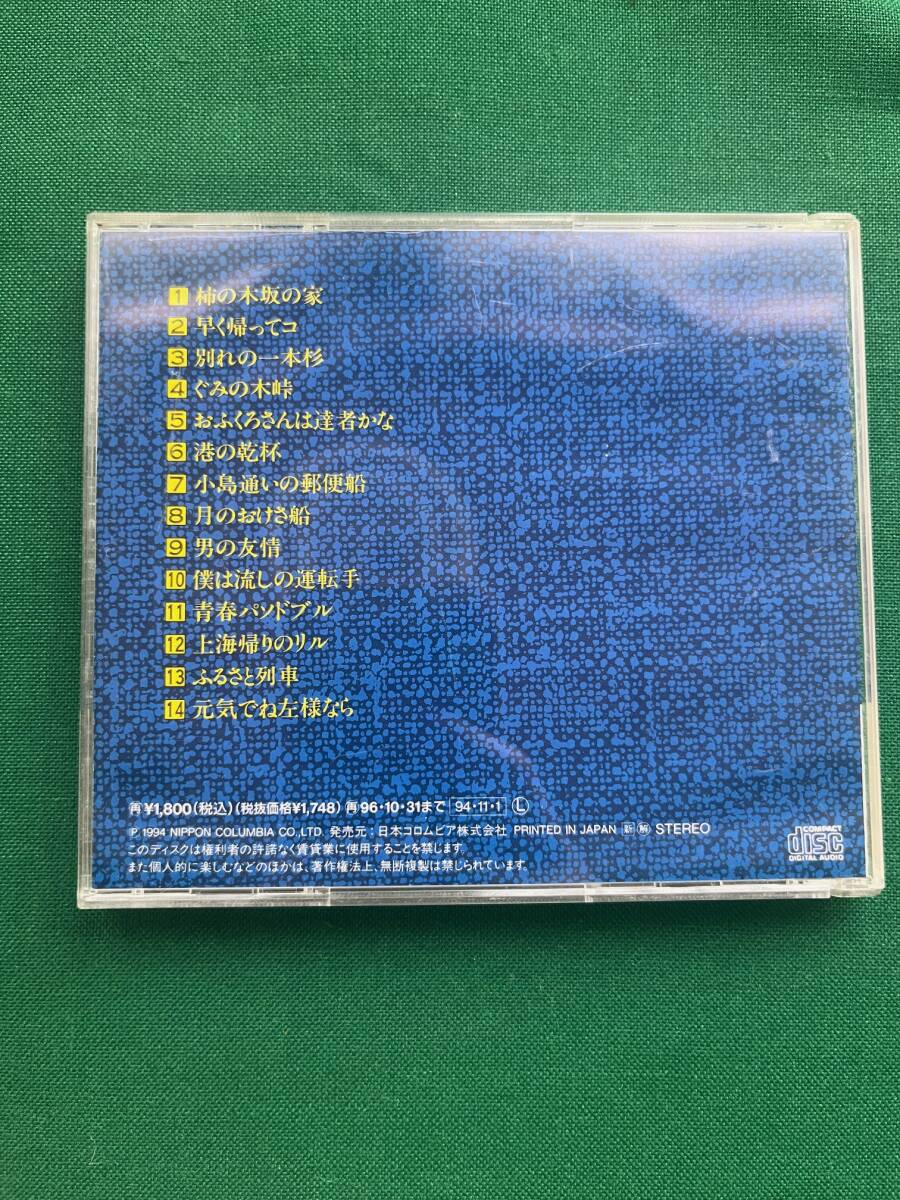 1 柿の木坂の家
2 早く帰ってコ
3 別れの一本杉
4 ぐみの木峠
5 おふくろさんは達者かな
6 港の乾杯
7 小島通いの郵便船
8 月のおけさ船
9 男の友情
10 僕は流しの運転手
11 青春パソドブル
12 上海帰りのリル
13 ふるさと列車
14 元気でね左様なら
再¥1,800(税込)(税抜価格¥1,748) 再96・10・31まで 94・11・1 L
P. 1994 NIPPON COLUMBIA CO.,LTD. 発売元：日本コロムビア株式会社 PRINTED IN JAPAN 新 解 STEREO
このディスクは権利者の許諾なく賃貸業に使用することを禁じます。
また個人的に楽しむなどのほかは、著作権法上、無断複製は禁じられています。
COMPACT
disc
DIGITAL AUDIO